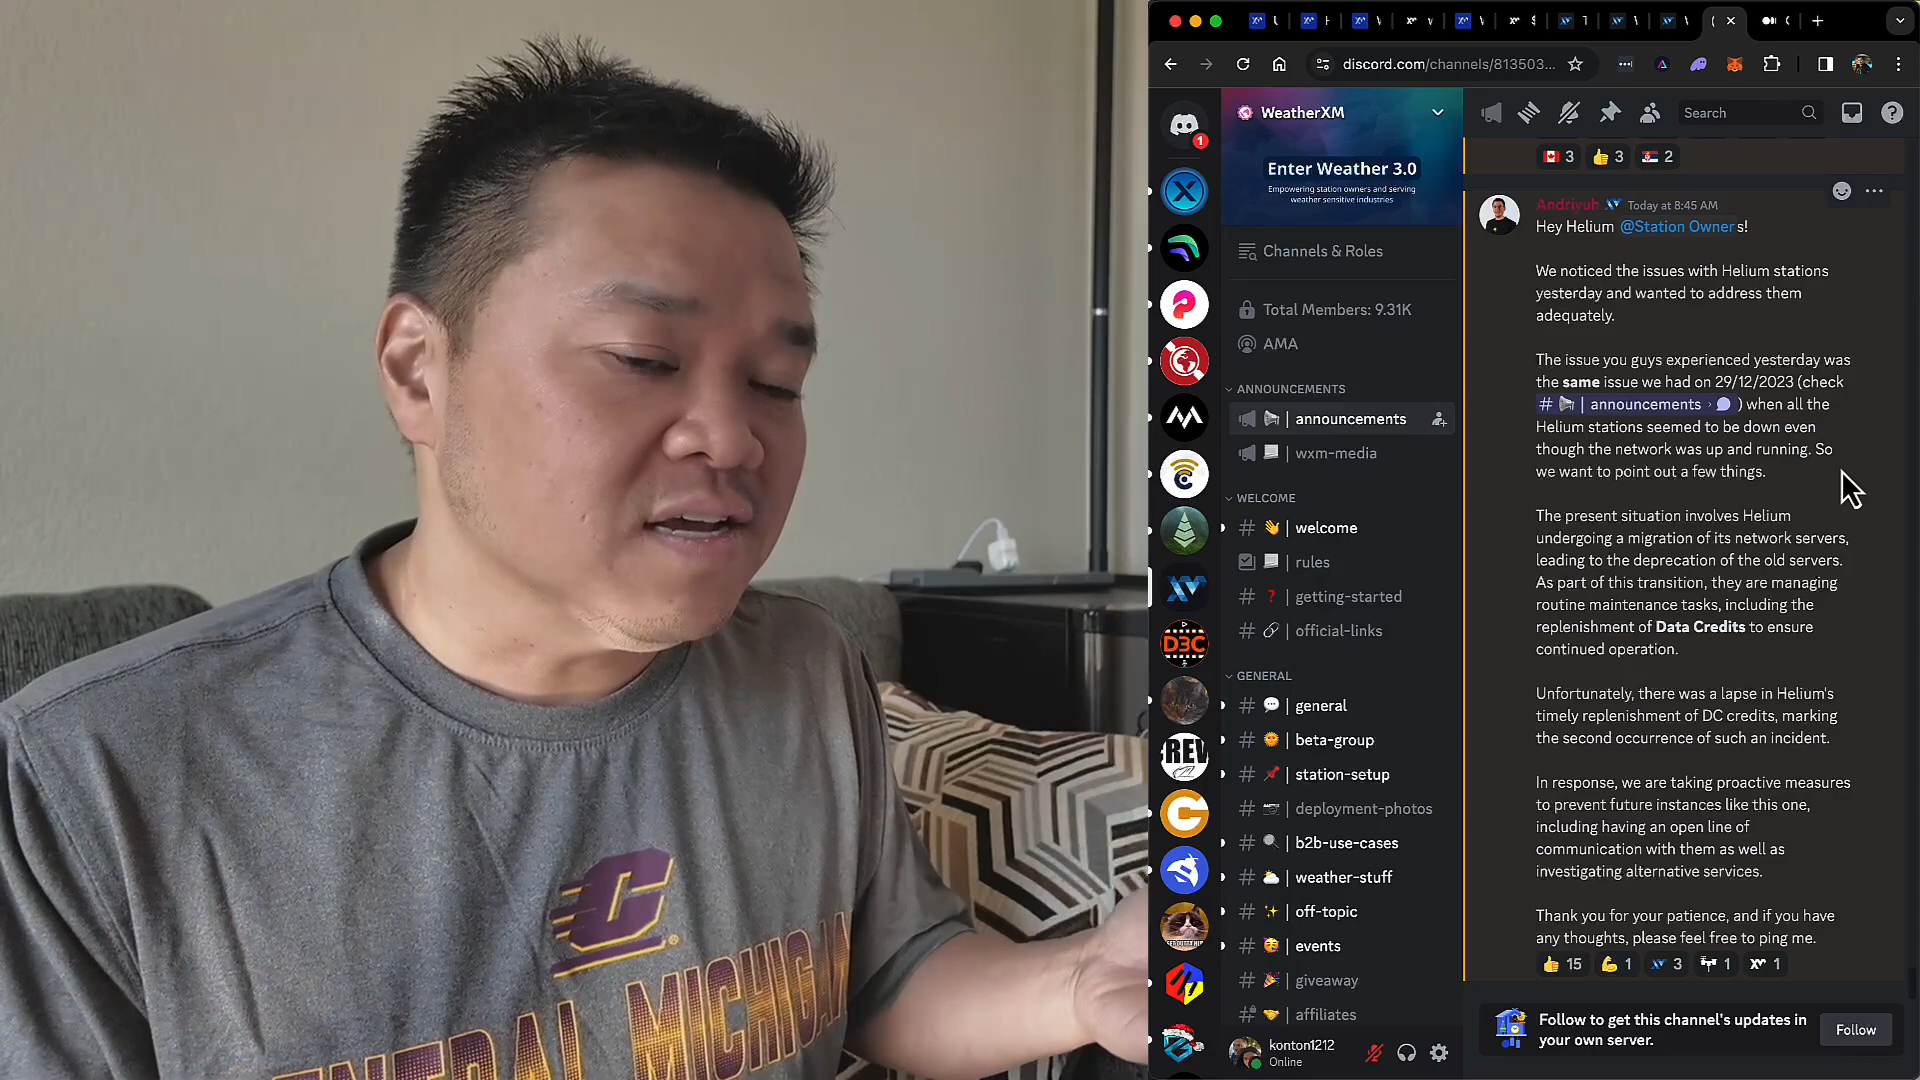 discord.com/channels/813503...
WeatherXM
Search
Enter Weather 3.0
Empowering station owners and serving
weather sensitive industries
Channels & Roles
Total Members: 9.31K
AMA
ANNOUNCEMENTS
announcements
wxm-media
WELCOME
welcome
rules
getting-started
official-links
GENERAL
general
beta-group
station-setup
deployment-photos
b2b-use-cases
weather-stuff
off-topic
events
giveaway
affiliates
konton1212
Online
1
D3C
REV
3 3 2
Andriyuh Today at 8:45 AM
Hey Helium @Station Owners!
We noticed the issues with Helium stations
yesterday and wanted to address them
adequately.
The issue you guys experienced yesterday was
the same issue we had on 29/12/2023 (check
# | announcements › ) when all the
Helium stations seemed to be down even
though the network was up and running. So
we want to point out a few things.
The present situation involves Helium
undergoing a migration of its network servers,
leading to the deprecation of the old servers.
As part of this transition, they are managing
routine maintenance tasks, including the
replenishment of Data Credits to ensure
continued operation.
Unfortunately, there was a lapse in Helium's
timely replenishment of DC credits, marking
the second occurrence of such an incident.
In response, we are taking proactive measures
to prevent future instances like this one,
including having an open line of
communication with them as well as
investigating alternative services.
Thank you for your patience, and if you have
any thoughts, please feel free to ping me.
15 1 3 1 1
Follow to get this channel's updates in
your own server.
Follow
C
CENTRAL MICHIGAN